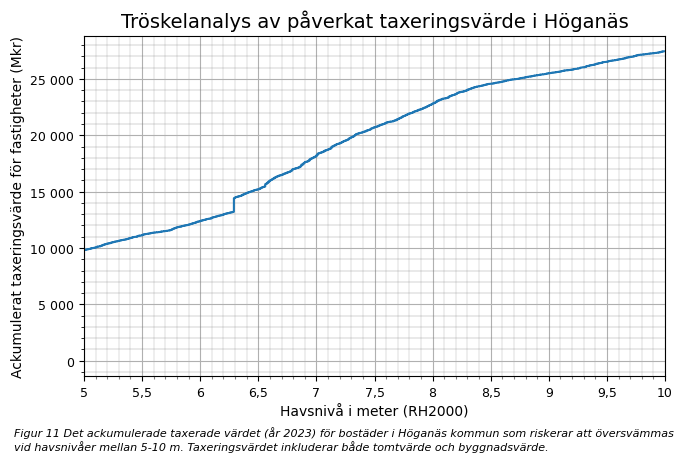 Tröskelanalys av påverkat taxeringsvärde i Höganäs
Ackumulerat taxeringsvärde för fastigheter (Mkr)
25 000
20 000
15 000
10 000
5 000
0
5 5,5 6 6,5 7 7,5 8 8,5 9 9,5 10
Havsnivå i meter (RH2000)
Figur 11 Det ackumulerade taxerade värdet (år 2023) för bostäder i Höganäs kommun som riskerar att översvämmas
vid havsnivåer mellan 5-10 m. Taxeringsvärdet inkluderar både tomtvärde och byggnadsvärde.